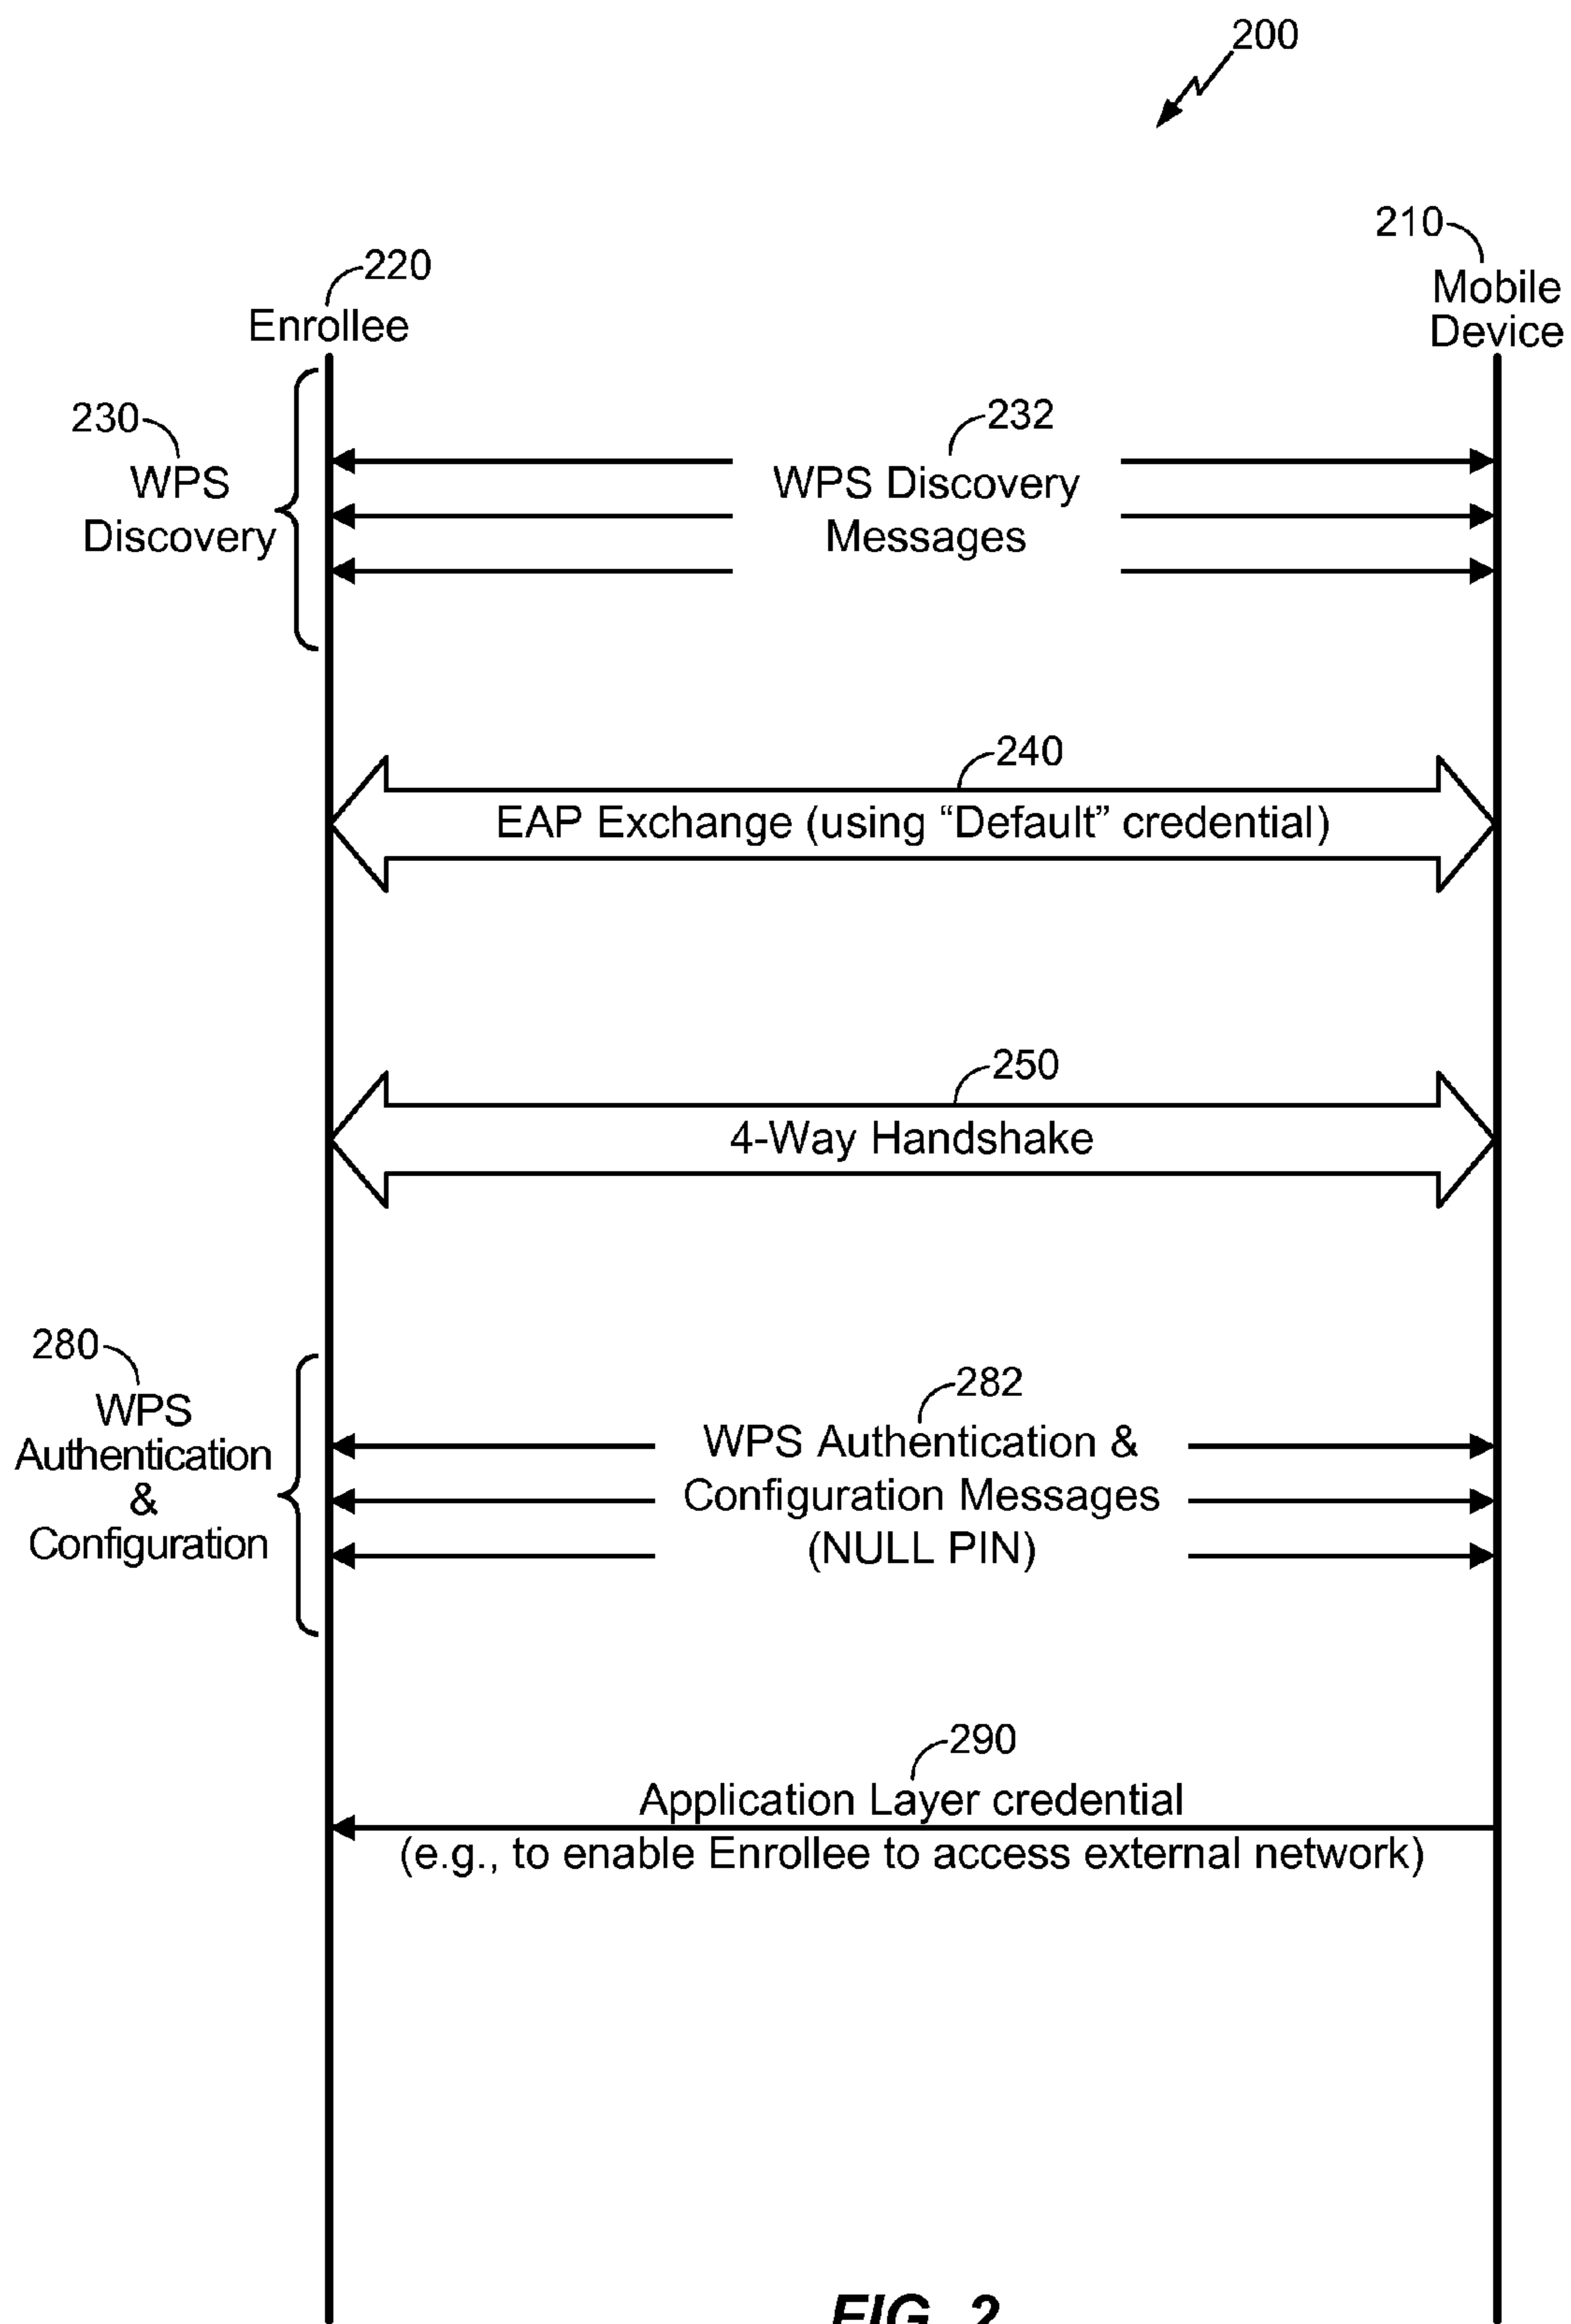 200
210
Mobile
Device
220
Enrollee
230
WPS
Discovery
232
WPS Discovery
Messages
240
EAP Exchange (using “Default” credential)
250
4-Way Handshake
280
WPS
Authentication
&
Configuration
282
WPS Authentication &
Configuration Messages
(NULL PIN)
290
Application Layer credential
(e.g., to enable Enrollee to access external network)
FIG. 2